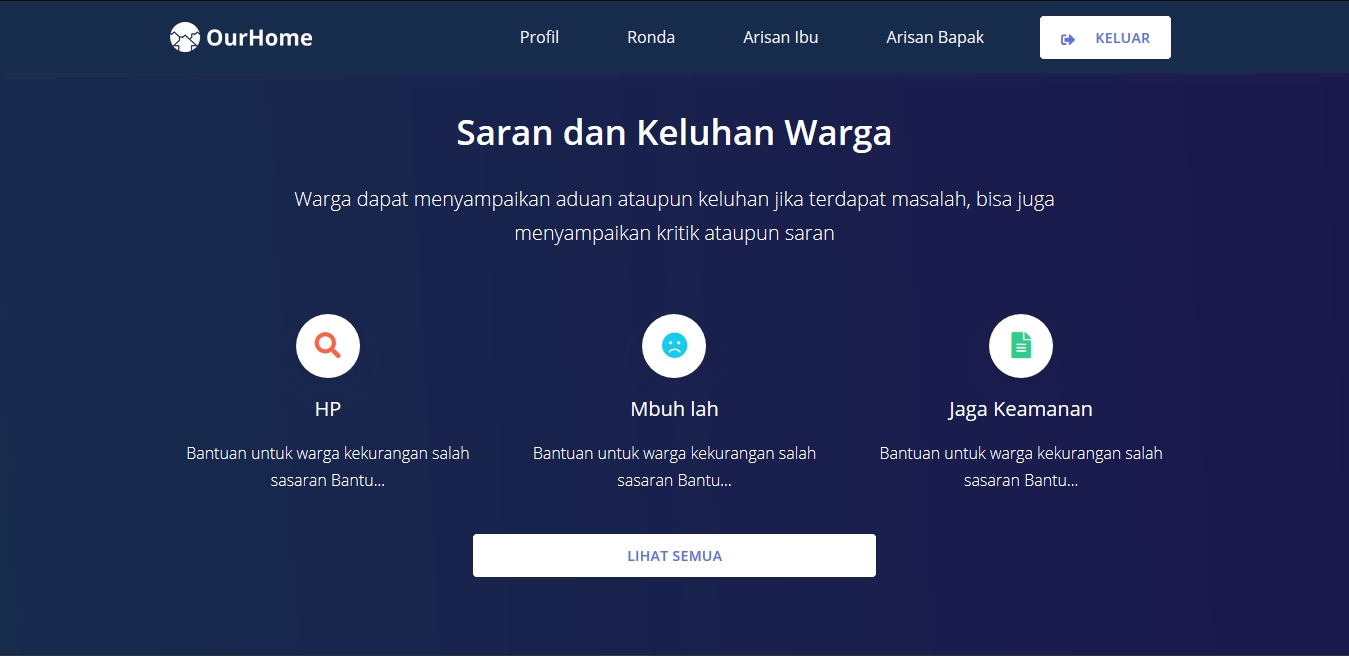 OurHome
Profil
Ronda
Arisan Ibu
Arisan Bapak
KELUAR
Saran dan Keluhan Warga
Warga dapat menyampaikan aduan ataupun keluhan jika terdapat masalah, bisa juga
menyampaikan kritik ataupun saran
HP
Bantuan untuk warga kekurangan salah
sasaran Bantu...
Mbuh lah
Bantuan untuk warga kekurangan salah
sasaran Bantu...
Jaga Keamanan
Bantuan untuk warga kekurangan salah
sasaran Bantu...
LIHAT SEMUA